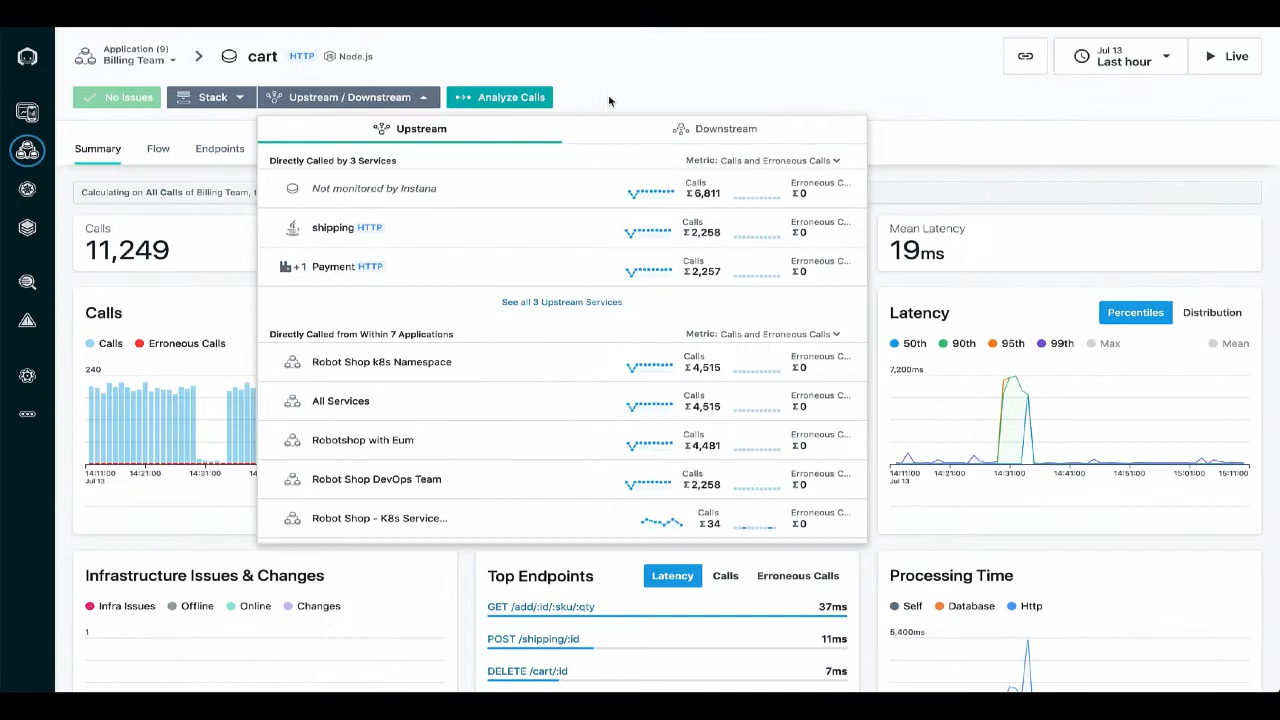 Application (9)
Billing Team
cart HTTP Node.js
Jul 13
Last hour
Live
No Issues
Stack
Upstream / Downstream
Analyze Calls
Summary
Flow
Endpoints
Upstream
Downstream
Directly Called by 3 Services
Metric: Calls and Erroneous Calls
Not monitored by Instana
Calls
Σ 6,811
Erroneous C...
Σ 0
shipping HTTP
Calls
Σ 2,258
Erroneous C...
Σ 0
+1 Payment HTTP
Calls
Σ 2,257
Erroneous C...
Σ 0
See all 3 Upstream Services
Directly Called from Within 7 Applications
Metric: Calls and Erroneous Calls
Robot Shop k8s Namespace
Calls
Σ 4,515
Erroneous C...
Σ 0
All Services
Calls
Σ 4,515
Erroneous C...
Σ 0
Robotshop with Eum
Calls
Σ 4,481
Erroneous C...
Σ 0
Robot Shop DevOps Team
Calls
Σ 2,258
Erroneous C...
Σ 0
Robot Shop - K8s Service...
Calls
Σ 34
Erroneous C...
Σ 0
Calculating on All Calls of Billing Team,
Calls
11,249
Mean Latency
19ms
Calls
Calls Erroneous Calls
240
14:11:00 14:21:00 14:31:00
Jul 13
Latency
Percentiles Distribution
50th 90th 95th 99th Max Mean
7,200ms
14:11:00 14:21:00 14:31:00 14:41:00 14:51:00 15:01:00 15:11:00
Jul 13
Infrastructure Issues & Changes
Infra Issues Offline Online Changes
1
Top Endpoints
Latency Calls Erroneous Calls
GET /add/:id/:sku/:qty 37ms
POST /shipping/:id 11ms
DELETE /cart/:id 7ms
Processing Time
Self Database Http
5,400ms